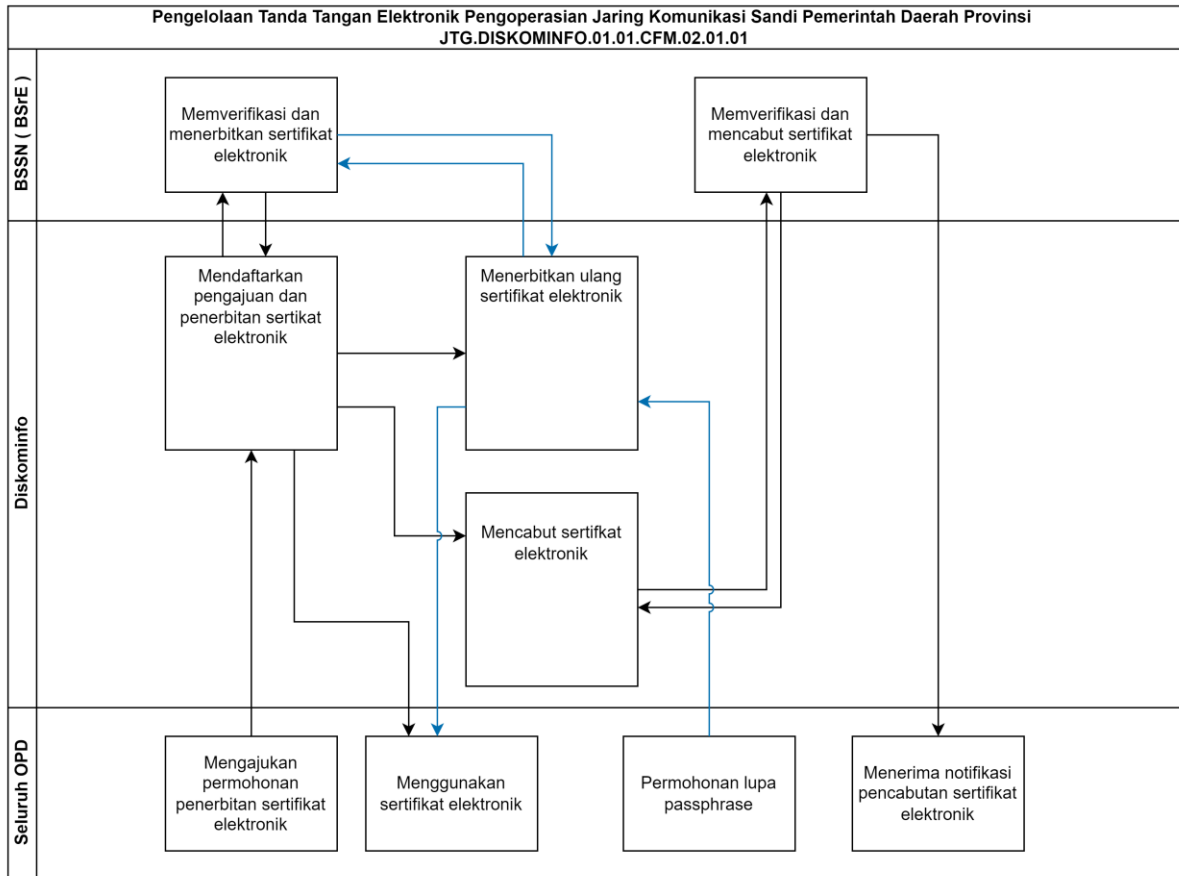 Pengelolaan Tanda Tangan Elektronik Pengoperasian Jaring Komunikasi Sandi Pemerintah Daerah Provinsi
JTG.DISKOMINFO.01.01.CFM.02.01.01
BSSN ( BSrE )
Memverifikasi dan
menerbitkan sertifikat
elektronik
Memverifikasi dan
mencabut sertifikat
elektronik
Diskominfo
Mendaftarkan
pengajuan dan
penerbitan sertikat
elektronik
Menerbitkan ulang
sertifikat elektronik
Mencabut sertifkat
elektronik
Seluruh OPD
Mengajukan
permohonan
penerbitan sertifikat
elektronik
Menggunakan
sertifikat elektronik
Permohonan lupa
passphrase
Menerima notifikasi
pencabutan sertifikat
elektronik